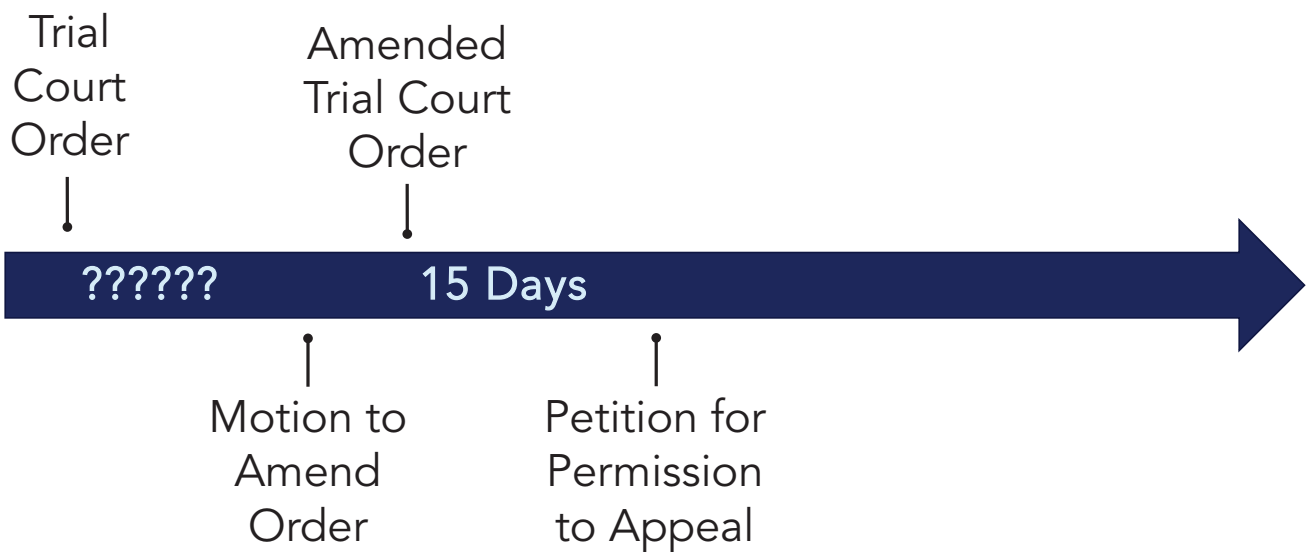 Trial
Court
Order
Amended
Trial Court
Order
??????
15 Days
Motion to
Amend
Order
Petition for
Permission
to Appeal